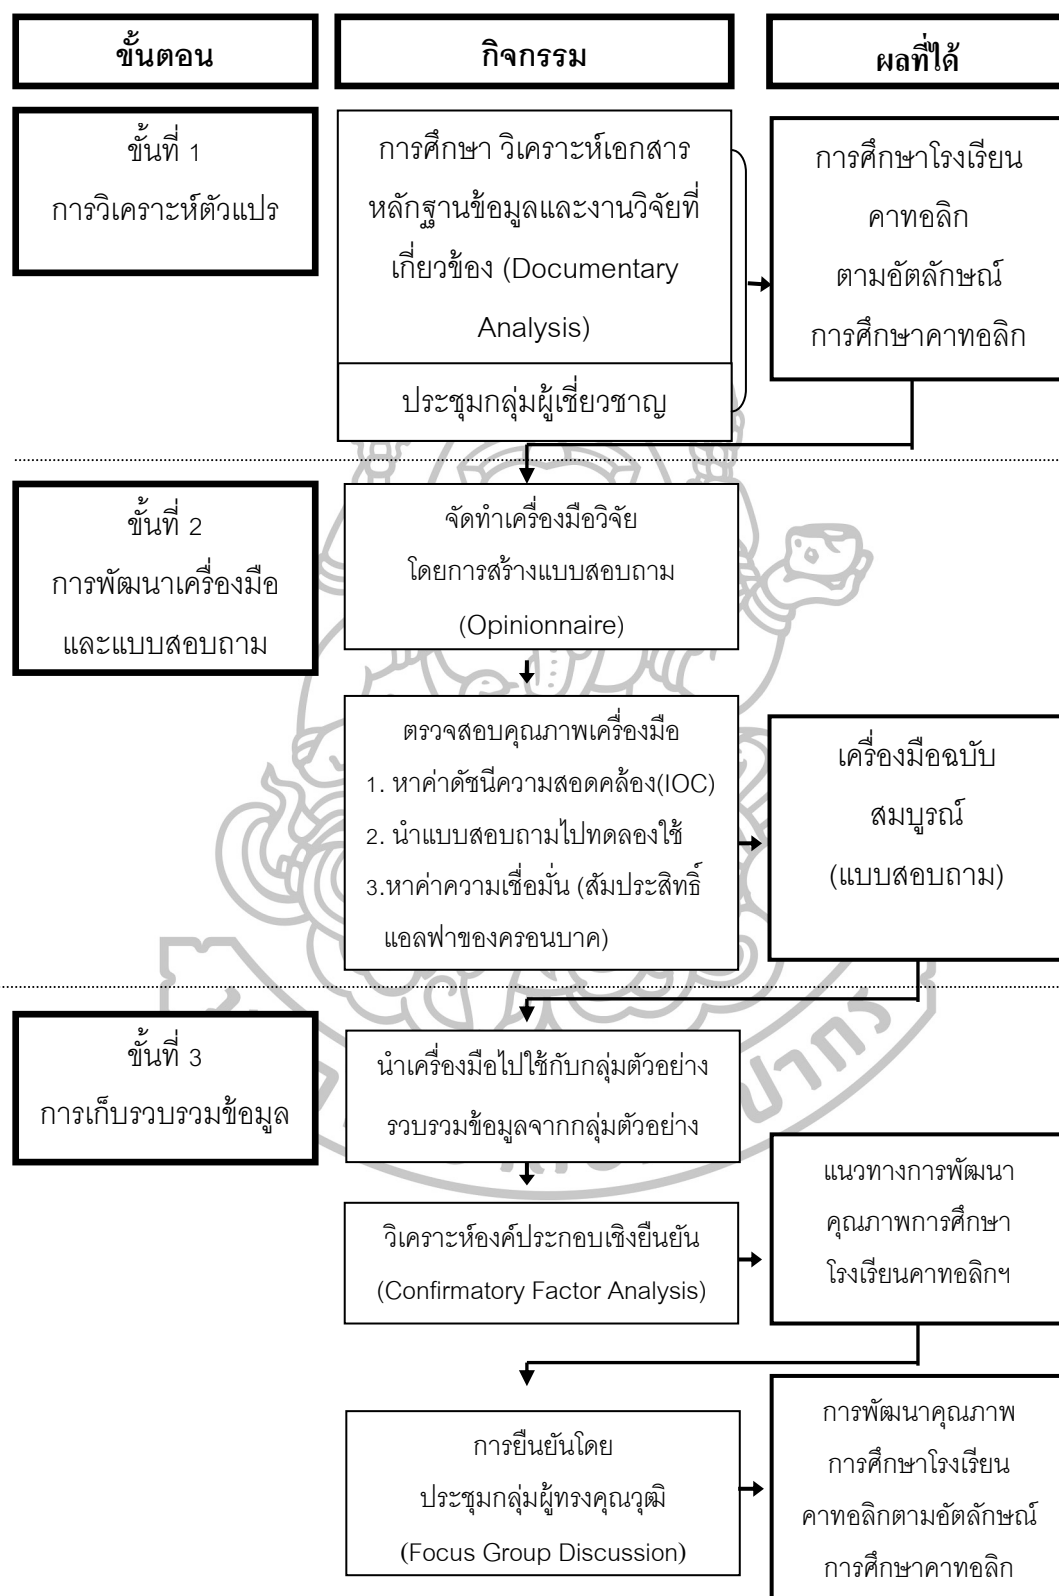 ขั้นตอน
กิจกรรม
ผลที่ได้
ขั้นที่ 1
การวิเคราะห์ตัวแปร
การศึกษา วิเคราะห์เอกสาร
หลักฐานข้อมูลและงานวิจัยที่
เกี่ยวข้อง (Documentary
Analysis)
ประชุมกลุ่มผู้เชี่ยวชาญ
การศึกษาโรงเรียน
คาทอลิก
ตามอัตลักษณ์
การศึกษาคาทอลิก
ขั้นที่ 2
การพัฒนาเครื่องมือ
และแบบสอบถาม
จัดทำเครื่องมือวิจัย
โดยการสร้างแบบสอบถาม
(Opinionnaire)
ตรวจสอบคุณภาพเครื่องมือ
1. หาค่าดัชนีความสอดคล้อง(IOC)
2. นำแบบสอบถามไปทดลองใช้
3.หาค่าความเชื่อมั่น (สัมประสิทธิ์
แอลฟาของครอนบาค)
เครื่องมือฉบับ
สมบูรณ์
(แบบสอบถาม)
ขั้นที่ 3
การเก็บรวบรวมข้อมูล
นำเครื่องมือไปใช้กับกลุ่มตัวอย่าง
รวบรวมข้อมูลจากกลุ่มตัวอย่าง
วิเคราะห์องค์ประกอบเชิงยืนยัน
(Confirmatory Factor Analysis)
แนวทางการพัฒนา
คุณภาพการศึกษา
โรงเรียนคาทอลิกฯ
การยืนยันโดย
ประชุมกลุ่มผู้ทรงคุณวุฒิ
(Focus Group Discussion)
การพัฒนาคุณภาพ
การศึกษาโรงเรียน
คาทอลิกตามอัตลักษณ์
การศึกษาคาทอลิก